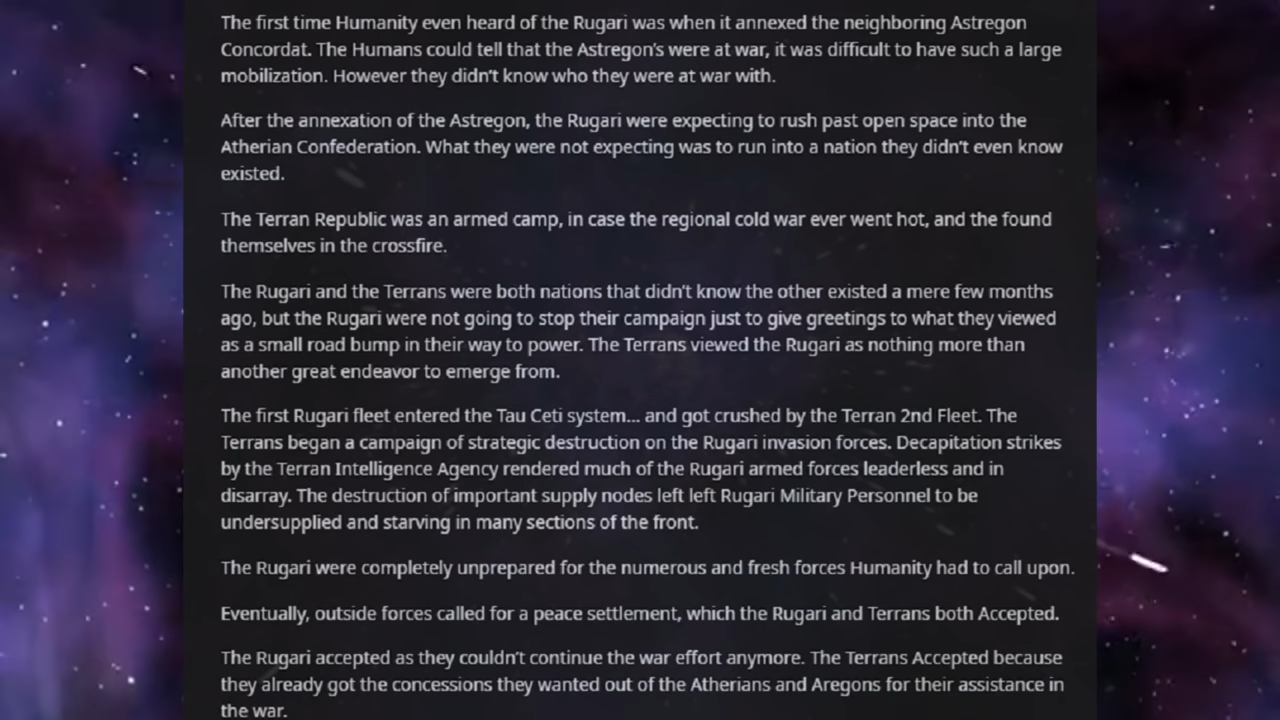 The first time Humanity even heard of the Rugari was when it annexed the neighboring Astregon
Concordat. The Humans could tell that the Astregon's were at war, it was difficult to have such a large
mobilization. However they didn't know who they were at war with.
After the annexation of the Astregon, the Rugari were expecting to rush past open space into the
Atherian Confederation. What they were not expecting was to run into a nation they didn't even know
existed.
The Terran Republic was an armed camp, in case the regional cold war ever went hot, and the found
themselves in the crossfire.
The Rugari and the Terrans were both nations that didn't know the other existed a mere few months
ago, but the Rugari were not going to stop their campaign just to give greetings to what they viewed
as a small road bump in their way to power. The Terrans viewed the Rugari as nothing more than
another great endeavor to emerge from.
The first Rugari fleet entered the Tau Ceti system... and got crushed by the Terran 2nd Fleet. The
Terrans began a campaign of strategic destruction on the Rugari invasion forces. Decapitation strikes
by the Terran Intelligence Agency rendered much of the Rugari armed forces leaderless and in
disarray. The destruction of important supply nodes left left Rugari Military Personnel to be
undersupplied and starving in many sections of the front.
The Rugari were completely unprepared for the numerous and fresh forces Humanity had to call upon.
Eventually, outside forces called for a peace settlement, which the Rugari and Terrans both Accepted.
The Rugari accepted as they couldn't continue the war effort anymore. The Terrans Accepted because
they already got the concessions they wanted out of the Atherians and Aregons for their assistance in
the war.